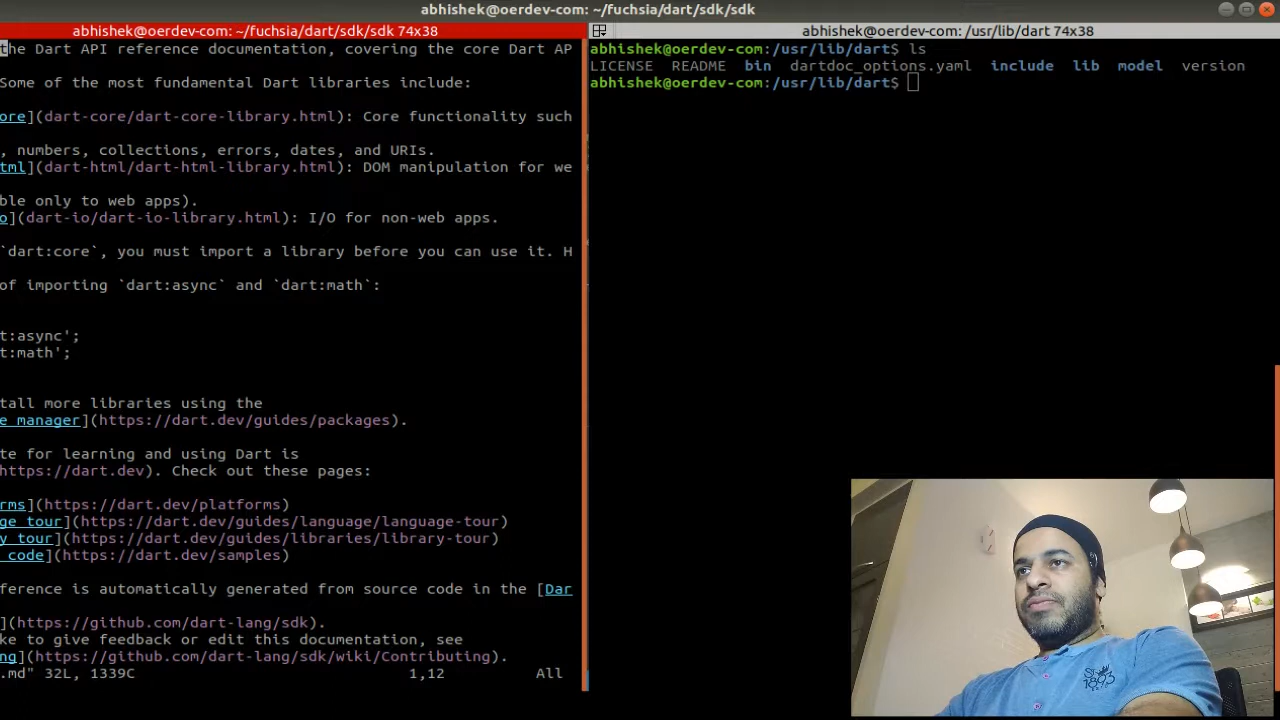 abhishek@oerdev-com: ~/fuchsia/dart/sdk/sdk
abhishek@oerdev-com: ~/fuchsia/dart/sdk/sdk 74x38
the Dart API reference documentation, covering the core Dart AP
Some of the most fundamental Dart libraries include:
ore](dart-core/dart-core-library.html): Core functionality such
, numbers, collections, errors, dates, and URIs.
tml](dart-html/dart-html-library.html): DOM manipulation for we
ble only to web apps).
o](dart-io/dart-io-library.html): I/O for non-web apps.
`dart:core`, you must import a library before you can use it. H
of importing `dart:async` and `dart:math`:
t:async';
t:math';
tall more libraries using the
e manager](https://dart.dev/guides/packages).
te for learning and using Dart is
https://dart.dev). Check out these pages:
rms](https://dart.dev/platforms)
ge tour](https://dart.dev/guides/language/language-tour)
y tour](https://dart.dev/guides/libraries/library-tour)
 code](https://dart.dev/samples)
ference is automatically generated from source code in the [Dar
](https://github.com/dart-lang/sdk).
ke to give feedback or edit this documentation, see
ng](https://github.com/dart-lang/sdk/wiki/Contributing).
.md" 32L, 1339C 1,12 All
abhishek@oerdev-com: /usr/lib/dart 74x38
abhishek@oerdev-com:/usr/lib/dart$ ls
LICENSE README bin dartdoc_options.yaml include lib model version
abhishek@oerdev-com:/usr/lib/dart$
1893